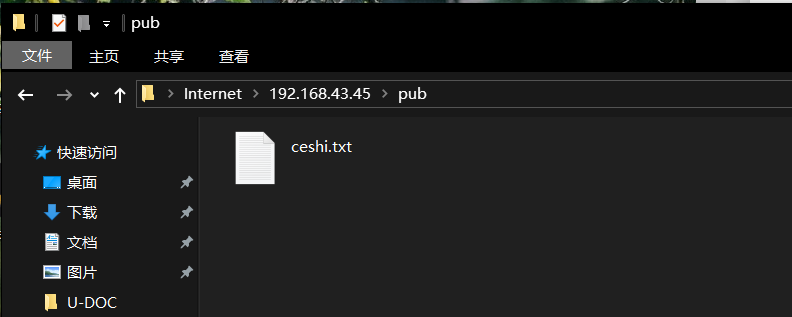 pub
文件 主页 共享 查看
Internet 192.168.43.45 pub
快速访问
ceshi.txt
桌面
下载
文档
图片
U-DOC